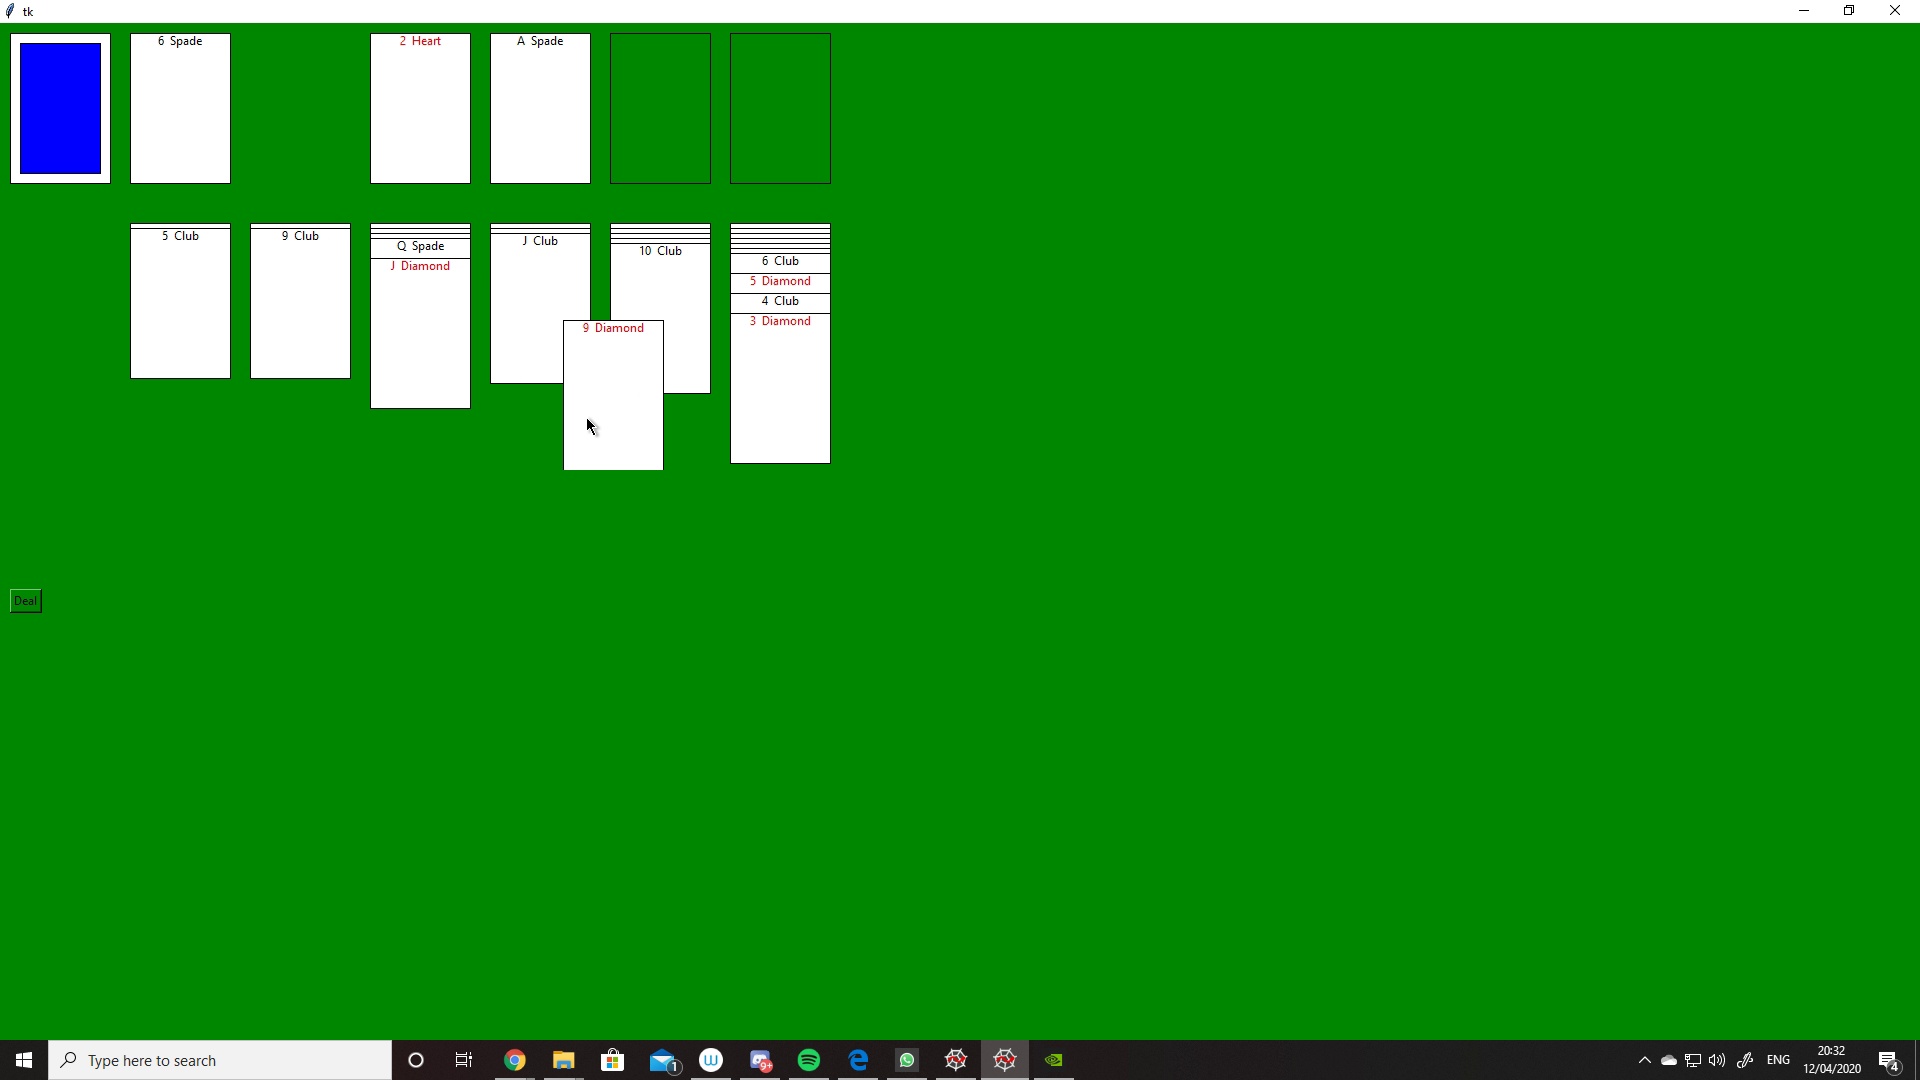 tk
6 Spade
2 Heart
A Spade
5 Club
9 Club
Q Spade
J Diamond
J Club
10 Club
9 Diamond
6 Club
5 Diamond
4 Club
3 Diamond
Deal
Type here to search
1
W
9+
ENG
20:32
12/04/2020
4